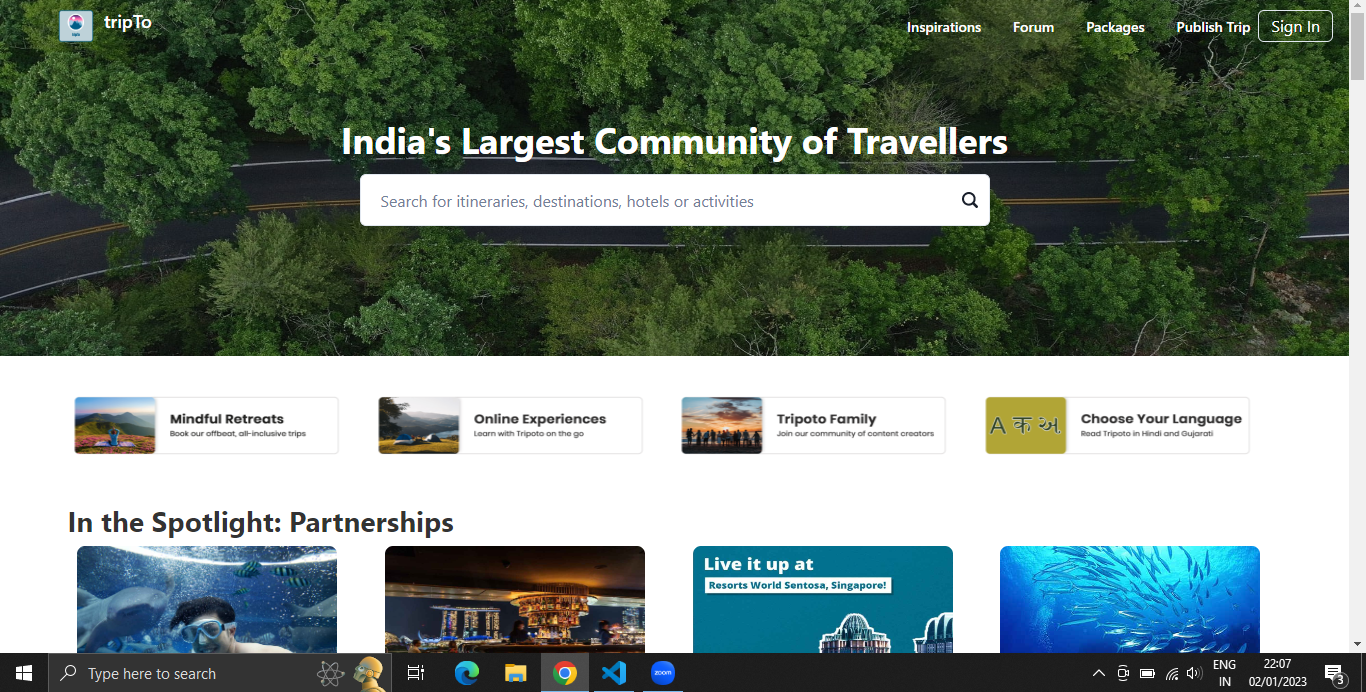 tripTo
Inspirations
Forum
Packages
Publish Trip
Sign In
India's Largest Community of Travellers
Search for itineraries, destinations, hotels or activities
Mindful Retreats
Book our offbeat, all-inclusive trips
Online Experiences
Learn with Tripoto on the go
Tripoto Family
Join our community of content creators
A क અ
Choose Your Language
Read Tripoto in Hindi and Gujarati
In the Spotlight: Partnerships
Live it up at
Resorts World Sentosa, Singapore!
Type here to search
zoom
ENG
IN
22:07
02/01/2023
3